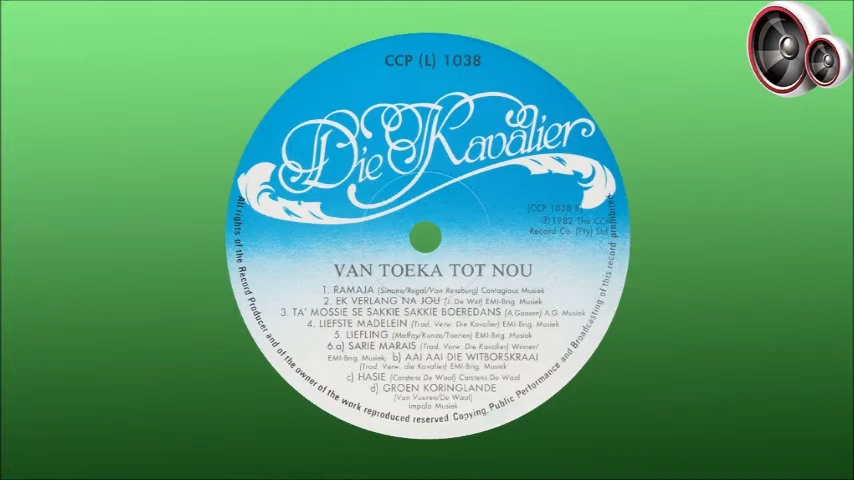 CCP (L) 1038
Die Kavalier
(CCP 1038 B)
℗ 1982 The CCP
Record Co. (Pty) Ltd.
VAN TOEKA TOT NOU
1. RAMAJA (Simone/Regal/Van Rensburg) Contagious Musiek
2. EK VERLANG NA JOU (J. De Wet) EMI-Brig. Musiek
3. TA' MOSSIE SE SAKKIE SAKKIE BOEREDANS (A. Goosen) A.G. Musiek
4. LIEFSTE MADELEIN (Trad. Verw. Die Kavalier) EMI-Brig. Musiek
5. LIEFLING (Maffay/Kunze/Toerien) EMI-Brig. Musiek
6.a) SARIE MARAIS (Trad. Verw. Die Kavalier) Winner/
EMI-Brig. Musiek, b) AAI AAI DIE WITBORSKRAAI
(Trad. Verw. die Kavalier) EMI-Brig. Musiek
c) HASIE (Carstens De Waal) Carstens De Waal
d) GROEN KORINGLANDE
(Van Vuuren/De Waal)
Impala Musiek
All rights of the Record Producer and of the owner of the work reproduced reserved. Copying, Public Performance and Broadcasting of this record prohibited